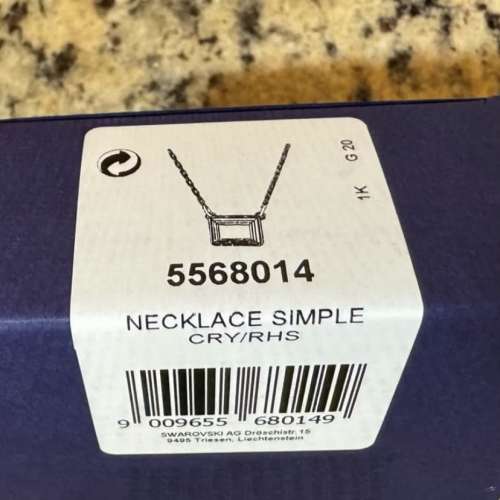 1K G 20
5568014
NECKLACE SIMPLE
CRY/RHS
9 009655 680149
SWAROVSKI AG Dröschistr. 15
9495 Triesen, Liechtenstein